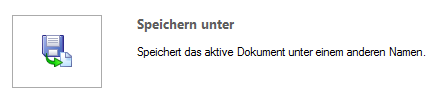 Speichern unter
Speichert das aktive Dokument unter einem anderen Namen.